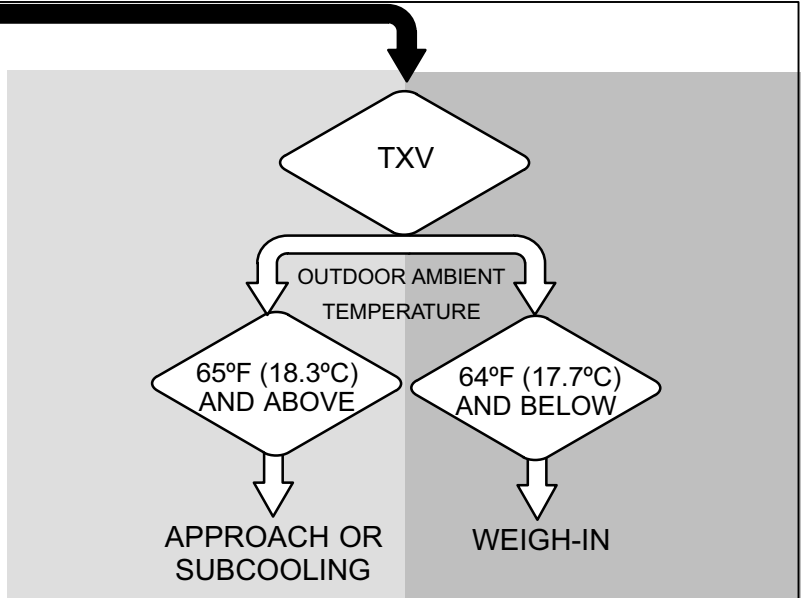 TXV
OUTDOOR AMBIENT
TEMPERATURE
65ºF (18.3ºC)
AND ABOVE
64ºF (17.7ºC)
AND BELOW
APPROACH OR
SUBCOOLING
WEIGH-IN